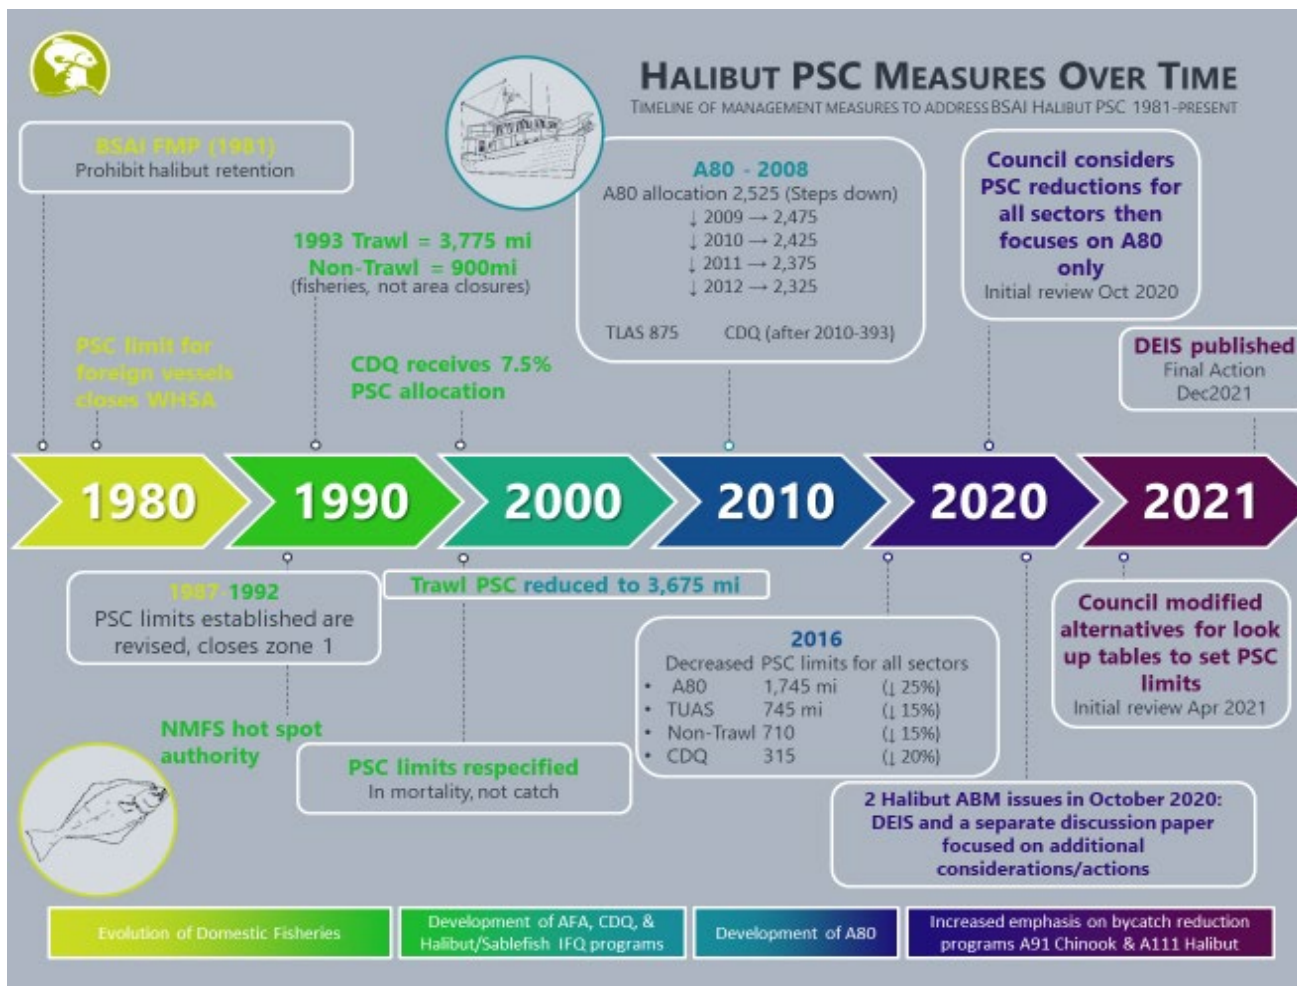 HALIBUT PSC MEASURES OVER TIME
TIMELINE OF MANAGEMENT MEASURES TO ADDRESS BSAI HALIBUT PSC 1981-PRESENT
BSAI FMP (1981)
Prohibit halibut retention
PSC limit for
foreign vessels
closes WHSA
1993 Trawl = 3,775 mi
Non-Trawl = 900mi
(fisheries, not area closures)
CDQ receives 7.5%
PSC allocation
A80 - 2008
A80 allocation 2,525 (Steps down)
↓ 2009 → 2,475
↓ 2010 → 2,425
↓ 2011 → 2,375
↓ 2012 → 2,325
TLAS 875 CDQ (after 2010-393)
Council considers
PSC reductions for
all sectors then
focuses on A80
only
Initial review Oct 2020
DEIS published
Final Action
Dec2021
1980 1990 2000 2010 2020 2021
1987-1992
PSC limits established are
revised, closes zone 1
NMFS hot spot
authority
Trawl PSC reduced to 3,675 mi
PSC limits respecified
In mortality, not catch
2016
Decreased PSC limits for all sectors
• A80 1,745 mi (↓ 25%)
• TUAS 745 mi (↓ 15%)
• Non-Trawl 710 (↓ 15%)
• CDQ 315 (↓ 20%)
2 Halibut ABM issues in October 2020:
DEIS and a separate discussion paper
focused on additional
considerations/actions
Council modified
alternatives for look
up tables to set PSC
limits
Initial review Apr 2021
Evolution of Domestic Fisheries
Development of AFA, CDQ, &
Halibut/Sablefish IFQ programs
Development of A80
Increased emphasis on bycatch reduction
programs A91 Chinook & A111 Halibut